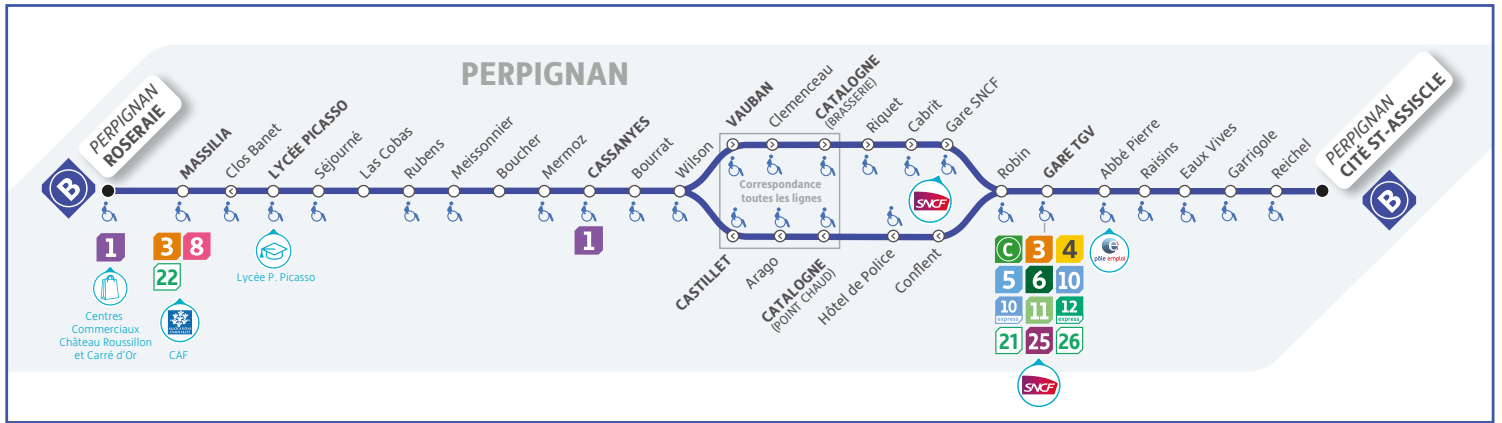 PERPIGNAN
B
PERPIGNAN
ROSERAIE
MASSILIA
Clos Banet
LYCÉE PICASSO
Séjourné
Las Cobas
Rubens
Meissonnier
Boucher
Mermoz
CASSANYES
Bourrat
Wilson
VAUBAN
Clemenceau
CATALOGNE
(BRASSERIE)
Riquet
Cabrit
Gare SNCF
Correspondance
toutes les lignes
SNCF
CASTILLET
Arago
CATALOGNE
(POINT CHAUD)
Hôtel de Police
Conflent
Robin
GARE TGV
Abbé Pierre
Raisins
Eaux Vives
Garrigole
Reichel
PERPIGNAN
CITÉ ST-ASSISCLE
B
1
Centres
Commerciaux
Château Roussillon
et Carré d'Or
3 8
22
CAF
Lycée P. Picasso
1
C 3 4
5 6 10
10 express 11 12 express
21 25 26
SNCF
pôle emploi